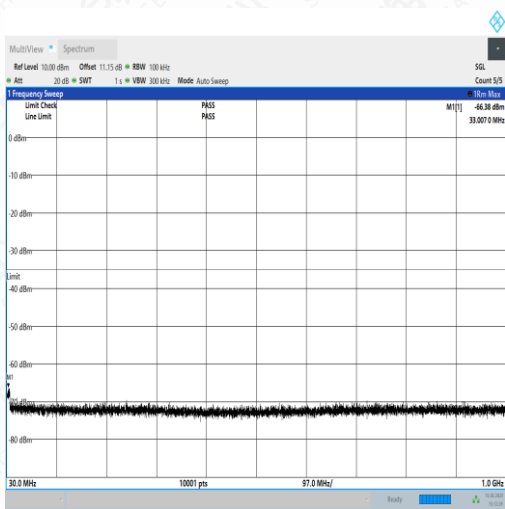 MultiView Spectrum
Ref Level 10.00 dBm Offset 11.15 dB RBW 100 kHz SGL
Att 20 dB SWT 1 s VBW 300 kHz Mode Auto Sweep Count 5/5
1 Frequency Sweep 1Rm Max
Limit Check PASS M1[1] -66.38 dBm
Line Limit PASS 33.0070 MHz
0 dBm
-10 dBm
-20 dBm
-30 dBm
Limit
-40 dBm
-50 dBm
-60 dBm
M1
-80 dBm
30.0 MHz 10001 pts 97.0 MHz/ 1.0 GHz
Ready